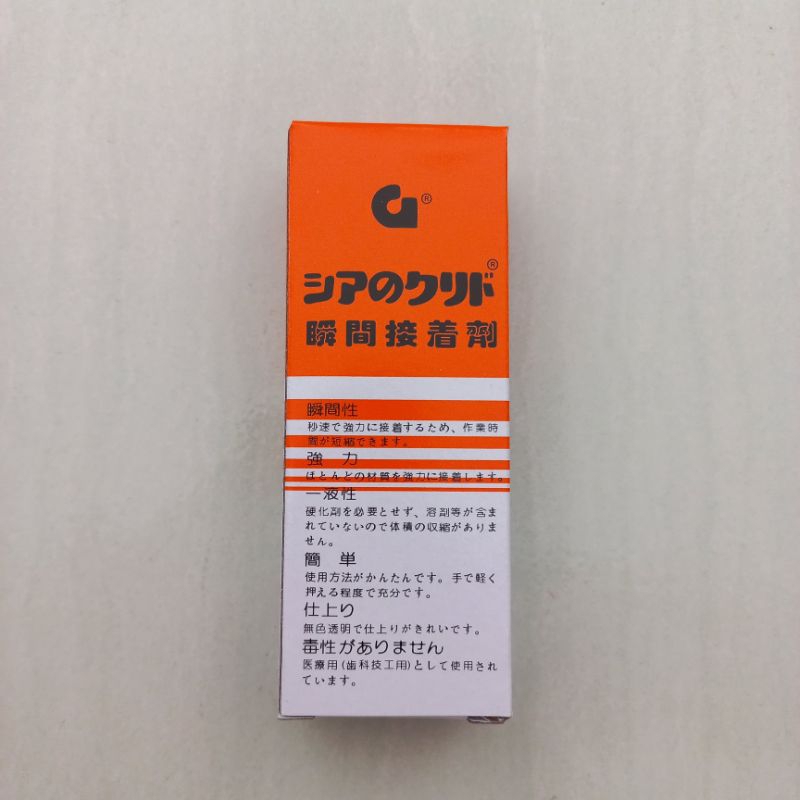 ®
シアのクリド®
瞬間接着劑
瞬間性
秒速で強力に接着するため、作業時
間が短縮できます。
強 力
ほとんどの材質を強力に接着します。
一液性
硬化剤を必要とせず、溶剤等が含ま
れていないので体積の収縮がありま
せん。
簡 単
使用方法がかんたんです。手で軽く
押える程度で充分です。
仕上り
無色透明で仕上りがきれいです。
毒性がありません
医療用(歯科技工用)として使用され
ています。